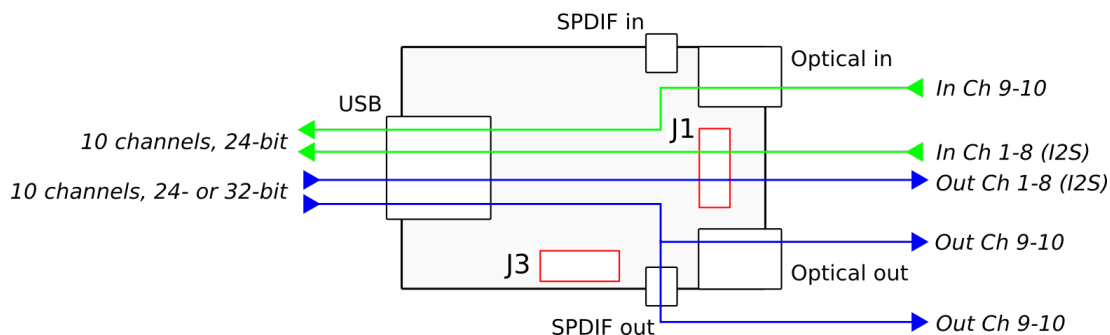 SPDIF in
Optical in
USB
In Ch 9-10
J1
10 channels, 24-bit
In Ch 1-8 (I2S)
10 channels, 24- or 32-bit
Out Ch 1-8 (I2S)
Out Ch 9-10
J3
Optical out
SPDIF out
Out Ch 9-10